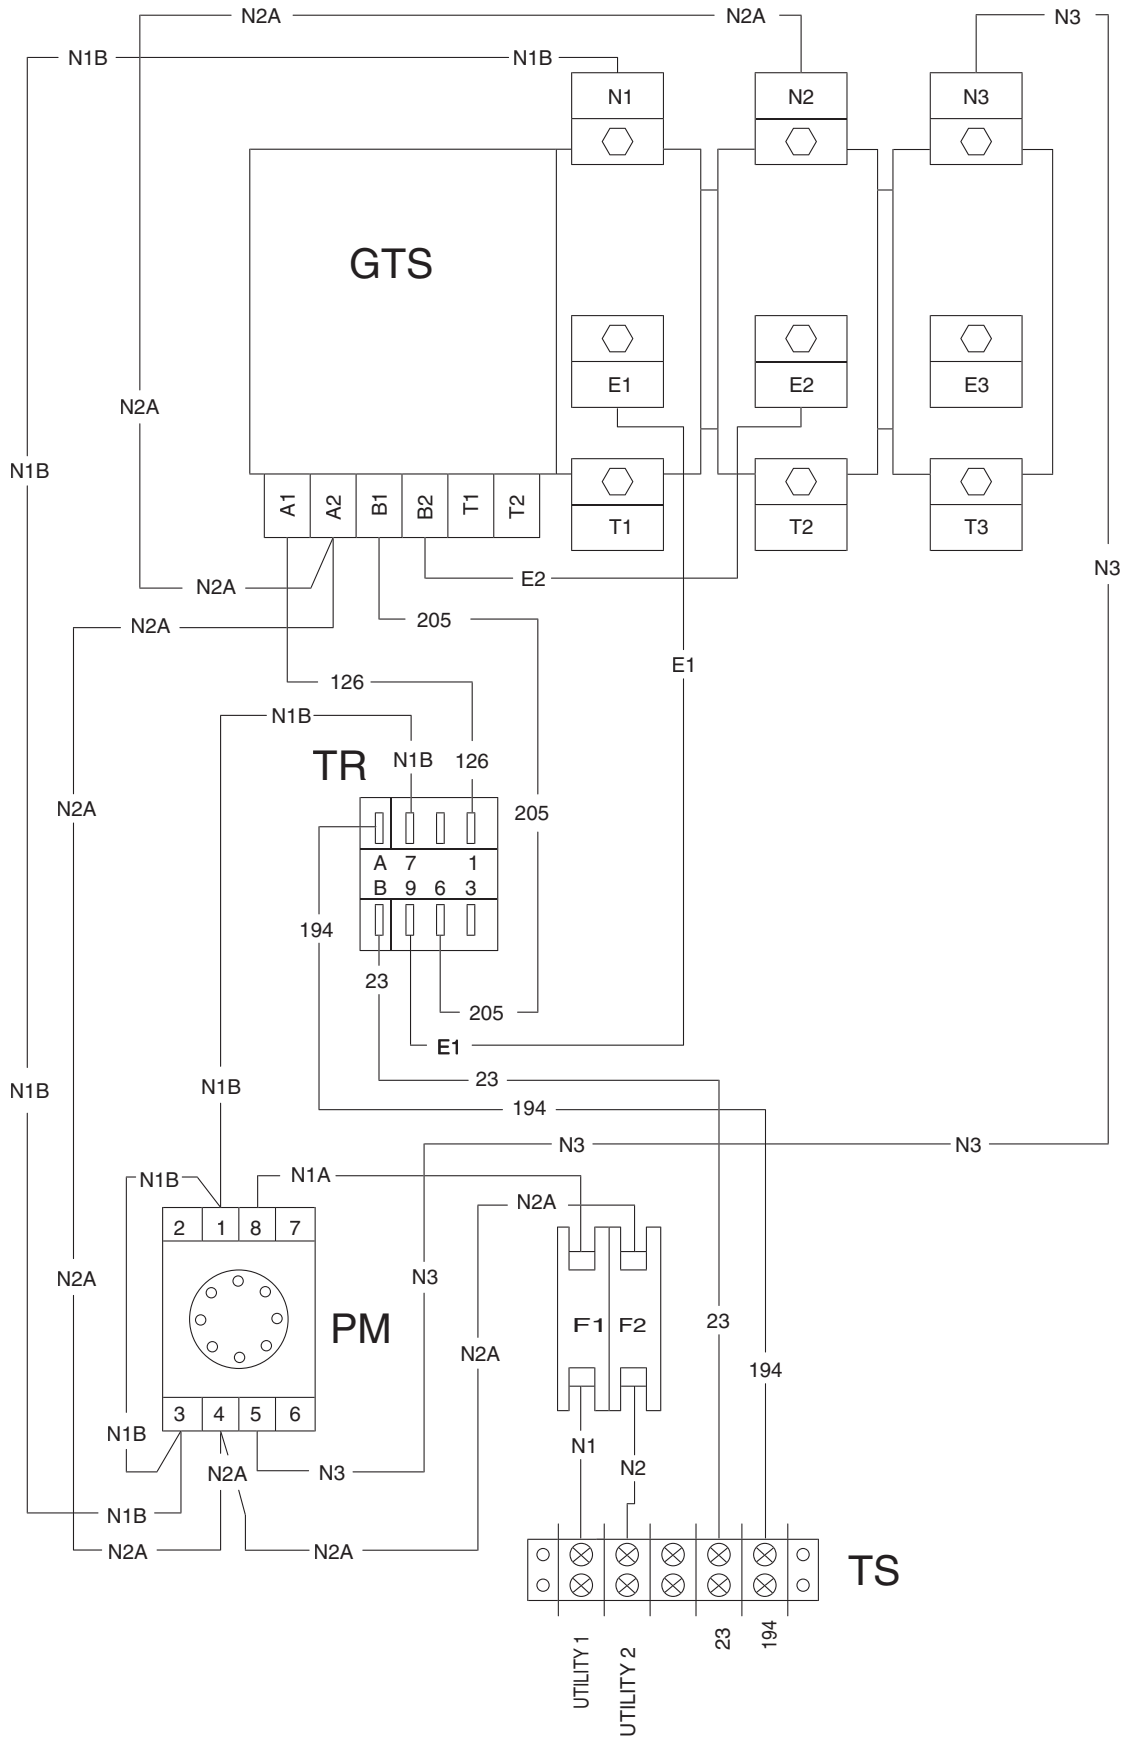 N2A N2A N3
N1B N1B
N1 N2 N3
GTS
E1 E2 E3
N2A
N1B
A1 A2 B1 B2 T1 T2
T1 T2 T3
N3
E2
N2A
205
N2A
E1
126
N1B
TR N1B 126
N2A 205
A 7 1
B 9 6 3
194
23
205
E1
23
N1B N1B
194
N3 N3
N1A
N1B
N2A
2 1 8 7
N2A N3
PM F1 F2 23
N2A
194
3 4 5 6
N1B
N1
N2A N3 N2
N1B
N2A N2A
TS
23 194
UTILITY 1
UTILITY 2